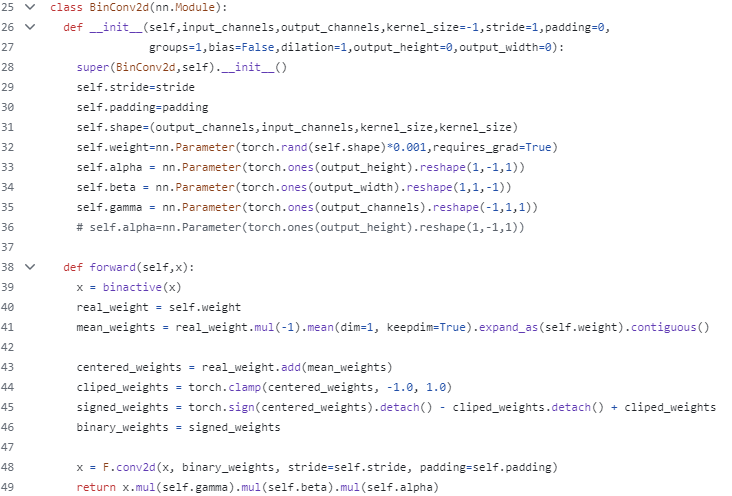 25 class BinConv2d(nn.Module):
26 def __init__(self,input_channels,output_channels,kernel_size=-1,stride=1,padding=0,
27 groups=1,bias=False,dilation=1,output_height=0,output_width=0):
28 super(BinConv2d,self).__init__()
29 self.stride=stride
30 self.padding=padding
31 self.shape=(output_channels,input_channels,kernel_size,kernel_size)
32 self.weight=nn.Parameter(torch.rand(self.shape)*0.001,requires_grad=True)
33 self.alpha = nn.Parameter(torch.ones(output_height).reshape(1,-1,1))
34 self.beta = nn.Parameter(torch.ones(output_width).reshape(1,1,-1))
35 self.gamma = nn.Parameter(torch.ones(output_channels).reshape(-1,1,1))
36 # self.alpha=nn.Parameter(torch.ones(output_height).reshape(1,-1,1))
37
38 def forward(self,x):
39 x = binactive(x)
40 real_weight = self.weight
41 mean_weights = real_weight.mul(-1).mean(dim=1, keepdim=True).expand_as(self.weight).contiguous()
42
43 centered_weights = real_weight.add(mean_weights)
44 cliped_weights = torch.clamp(centered_weights, -1.0, 1.0)
45 signed_weights = torch.sign(centered_weights).detach() - cliped_weights.detach() + cliped_weights
46 binary_weights = signed_weights
47
48 x = F.conv2d(x, binary_weights, stride=self.stride, padding=self.padding)
49 return x.mul(self.gamma).mul(self.beta).mul(self.alpha)